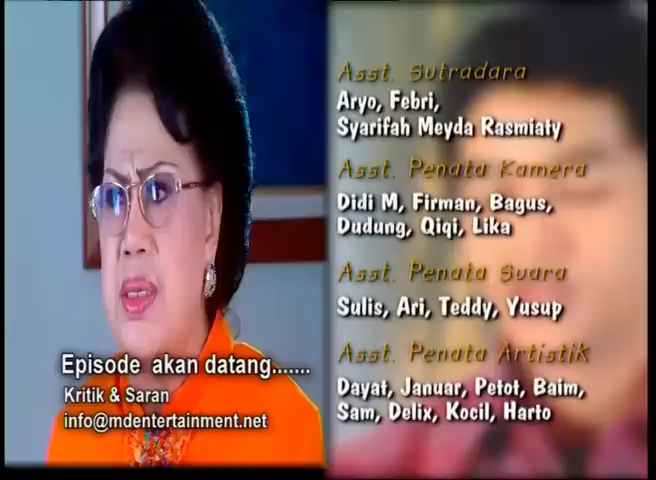 Episode akan datang.......
Kritik & Saran
info@mdentertainment.net
Asst. Sutradara
Aryo, Febri,
Syarifah Meyda Rasmiaty
Asst. Penata Kamera
Didi M, Firman, Bagus,
Dudung, Qiqi, Lika
Asst. Penata Suara
Sulis, Ari, Teddy, Yusup
Asst. Penata Artistik
Dayat, Januar, Petot, Baim,
Sam, Delix, Kocil, Harto